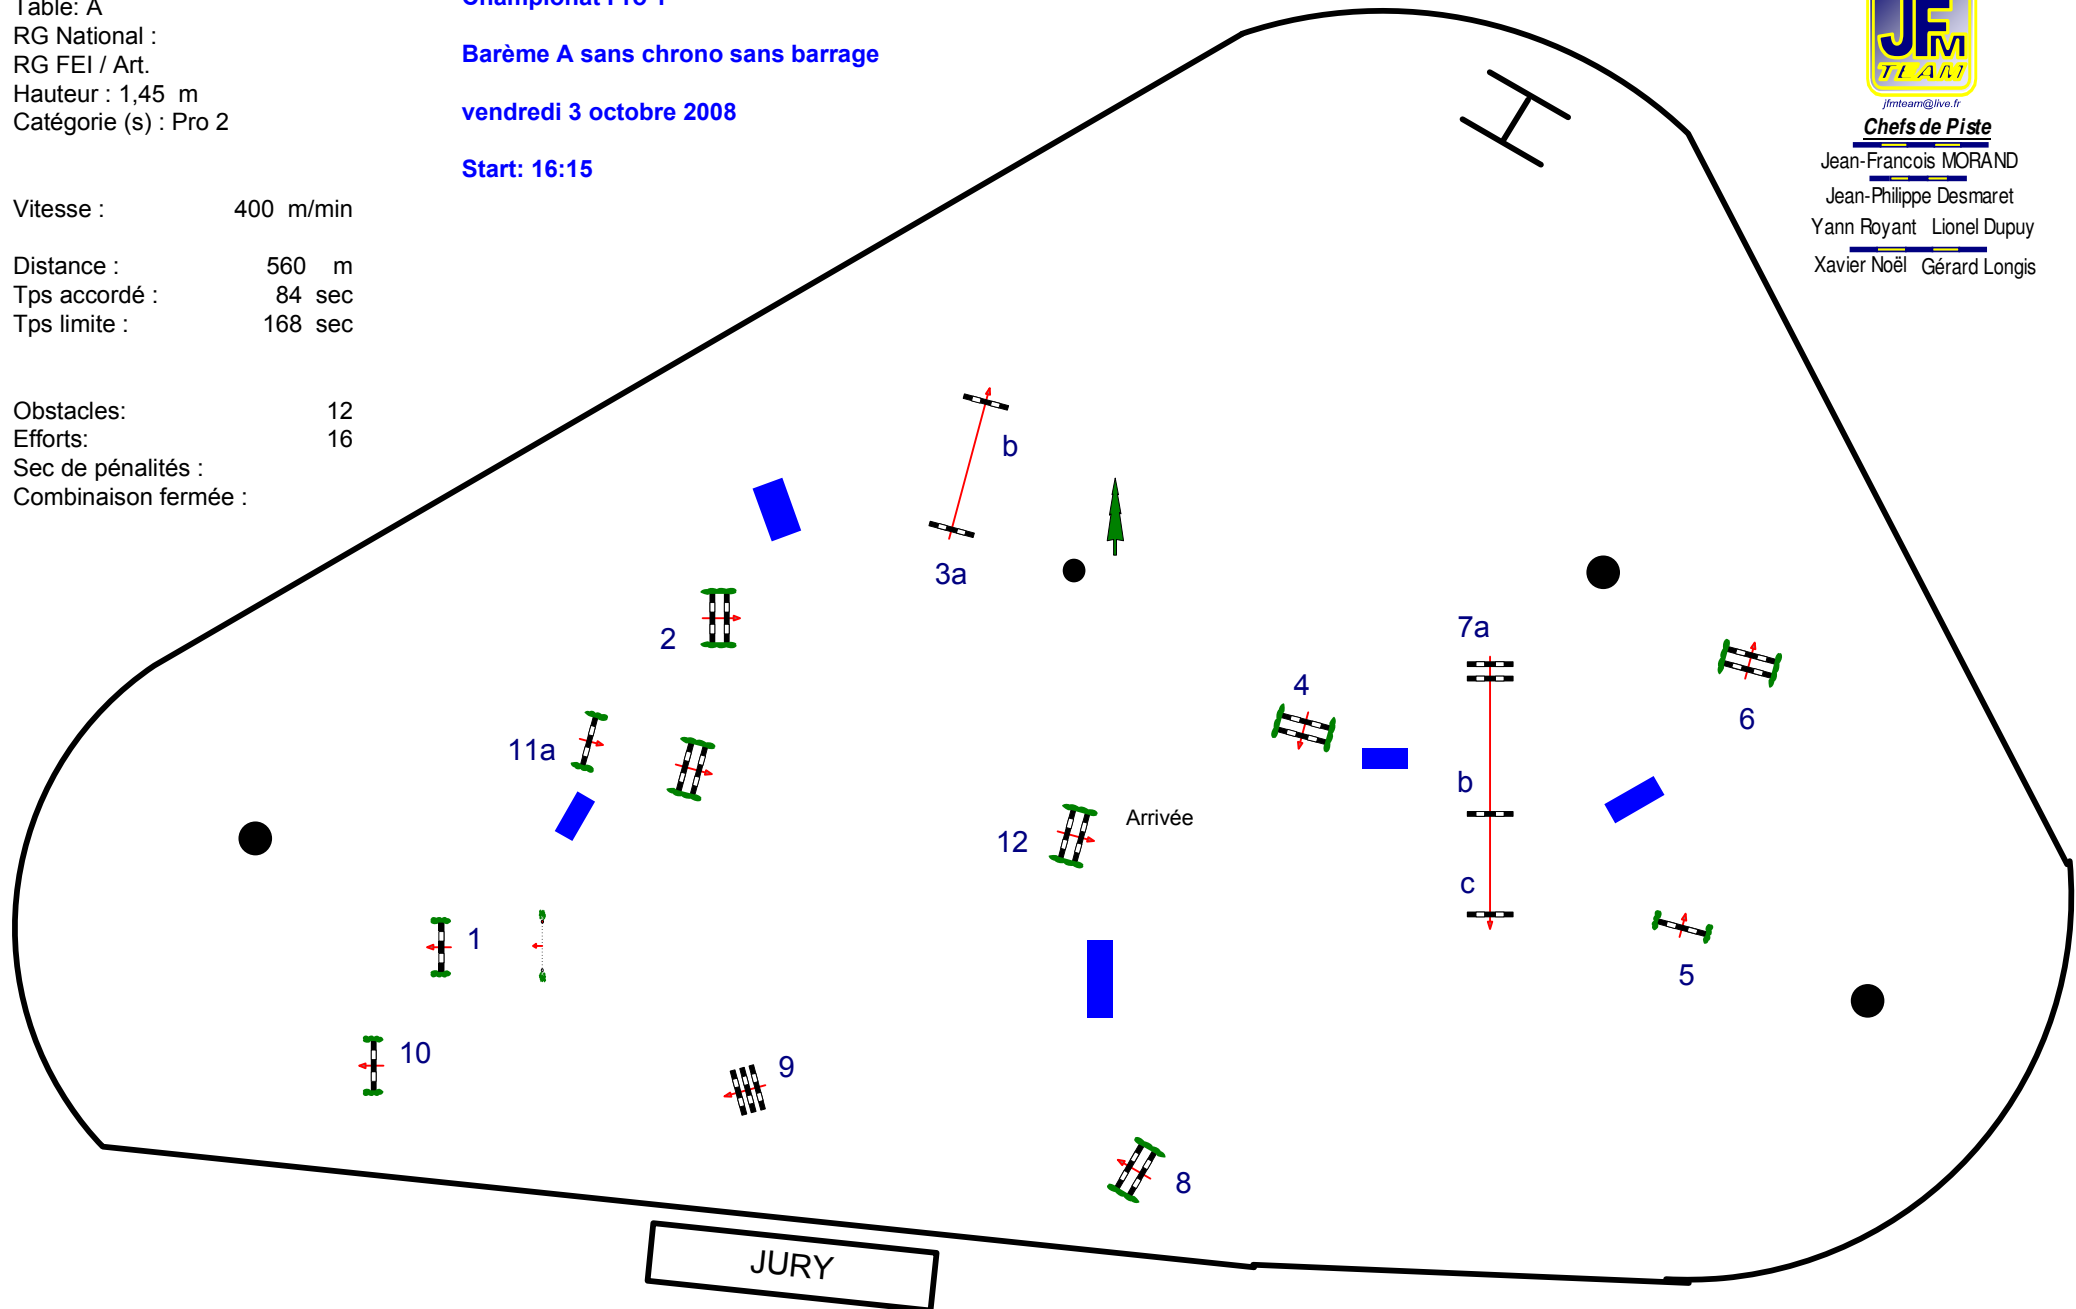 Table: A
RG National :
RG FEI / Art.
Hauteur : 1,45 m
Catégorie (s) : Pro 2
Vitesse : 400 m/min
Distance : 560 m
Tps accordé : 84 sec
Tps limite : 168 sec
Obstacles: 12
Efforts: 16
Sec de pénalités :
Combinaison fermée :
Championat Pro 1
Barème A sans chrono sans barrage
vendredi 3 octobre 2008
Start: 16:15
JFM
TEAM
jfmteam@live.fr
Chefs de Piste
Jean-Francois MORAND
Jean-Philippe Desmaret
Yann Royant Lionel Dupuy
Xavier Noël Gérard Longis
b
3a
2
7a
4
6
11a
b
12
Arrivée
c
1
5
10
9
8
JURY